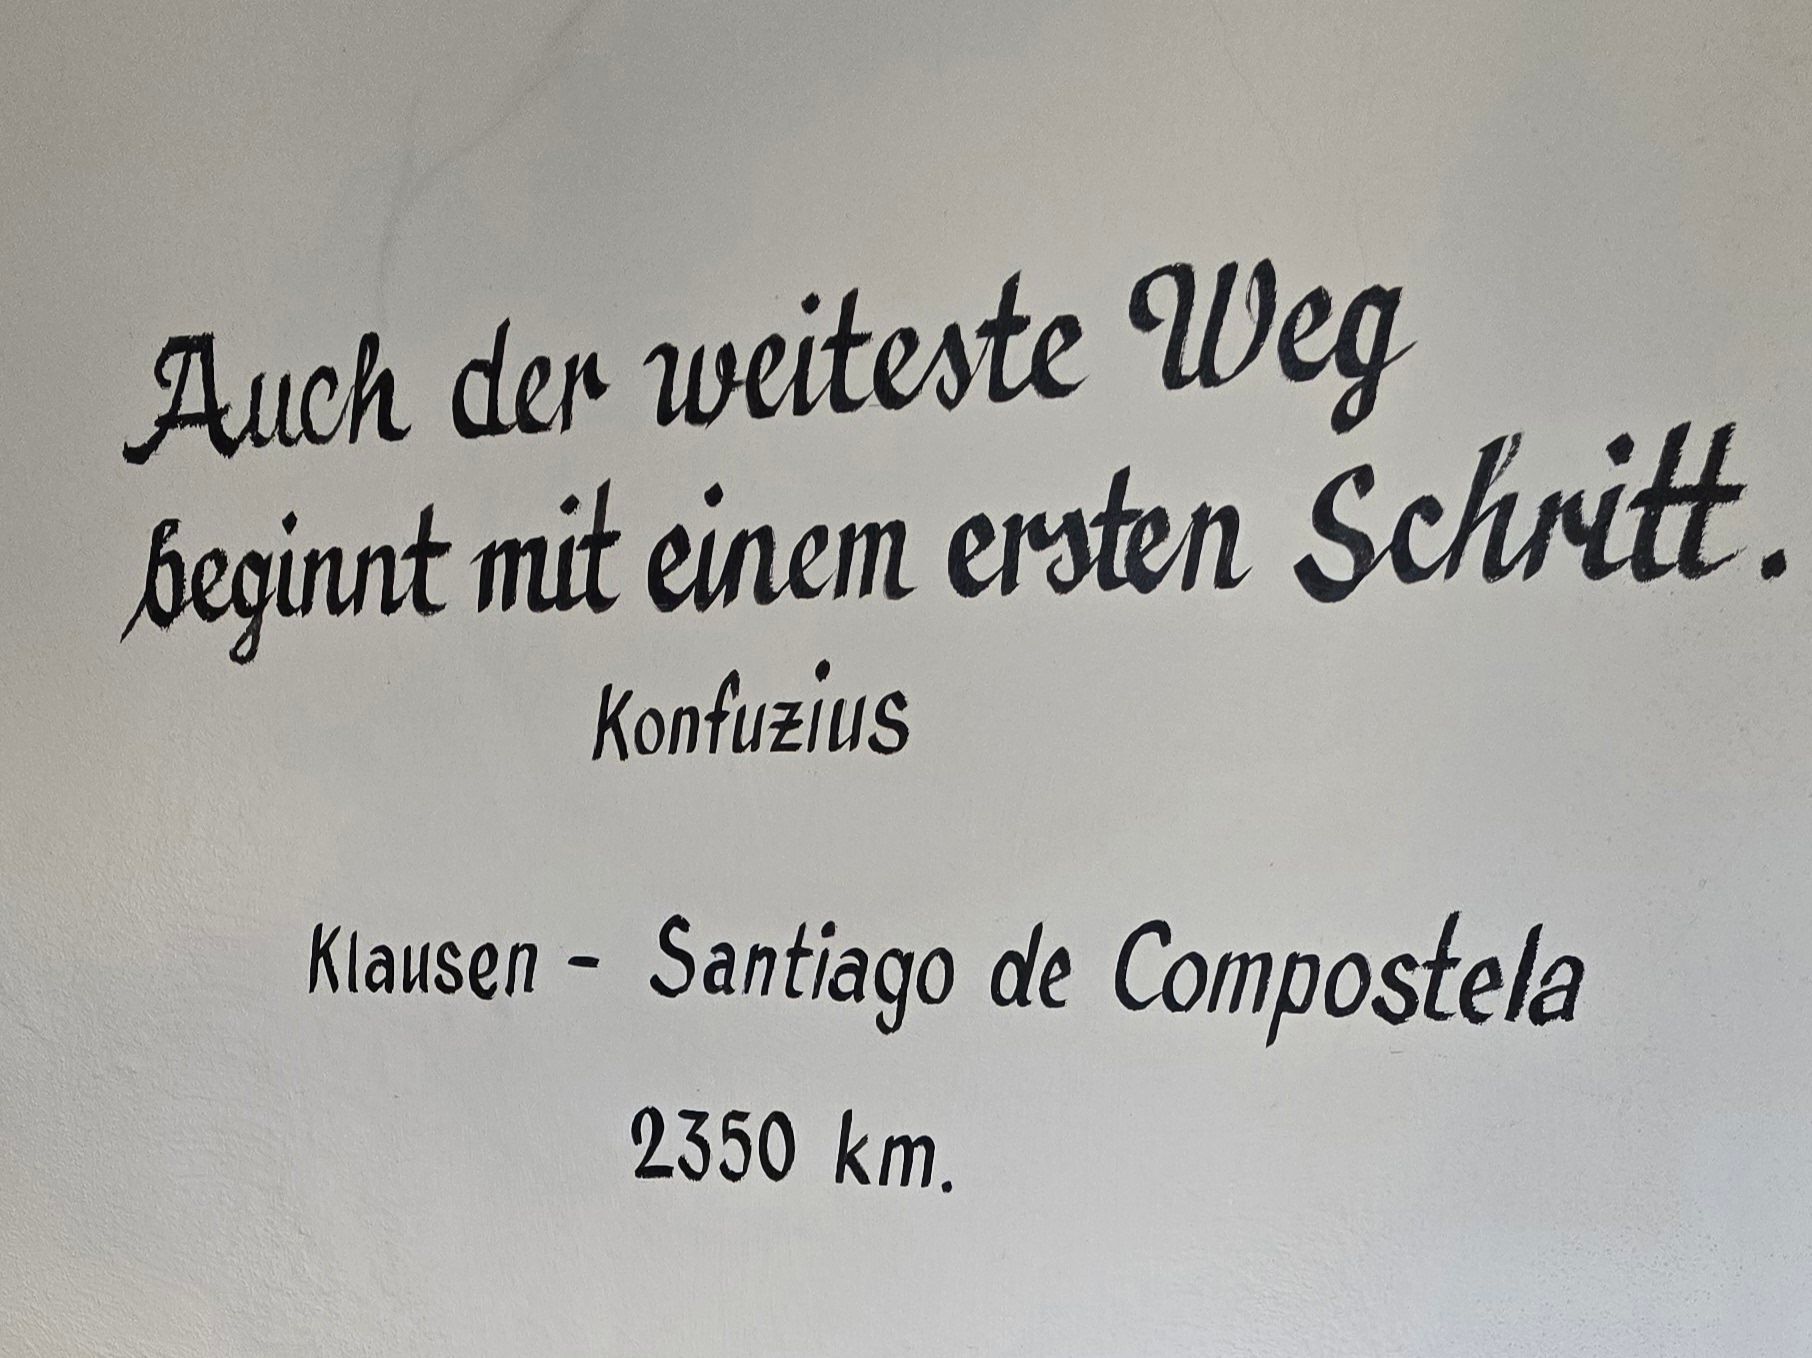 Auch der weiteste Weg
beginnt mit einem ersten Schritt.
Konfuzius
Klausen - Santiago de Compostela
2350 km.